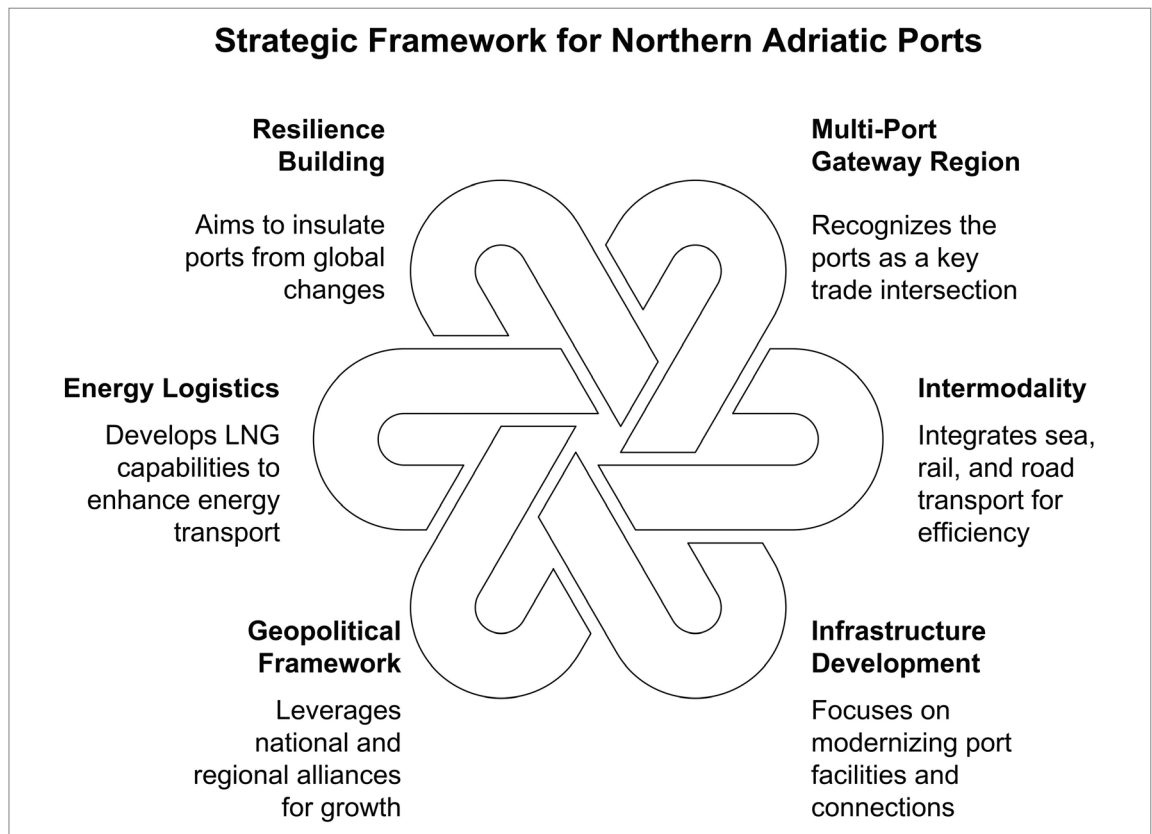 Strategic Framework for Northern Adriatic Ports
Resilience
Building
Aims to insulate
ports from global
changes
Multi-Port
Gateway Region
Recognizes the
ports as a key
trade intersection
Energy Logistics
Develops LNG
capabilities to
enhance energy
transport
Intermodality
Integrates sea,
rail, and road
transport for
efficiency
Geopolitical
Framework
Leverages
national and
regional alliances
for growth
Infrastructure
Development
Focuses on
modernizing port
facilities and
connections